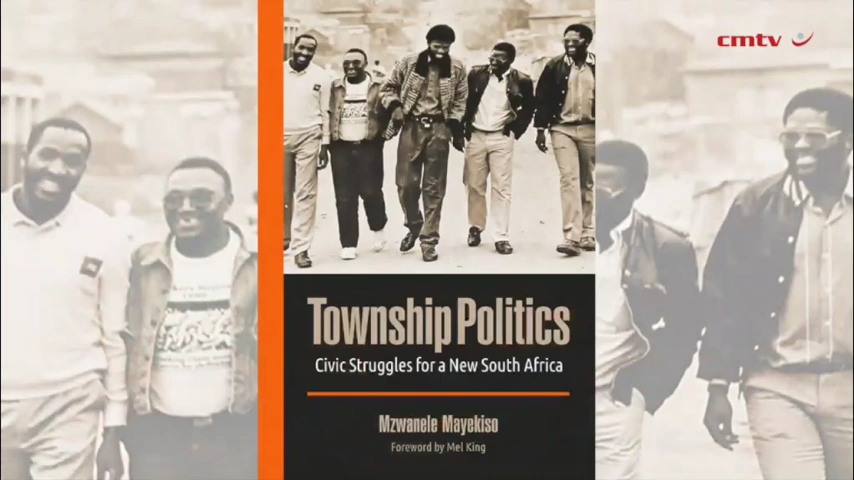 cmtv
Township Politics
Civic Struggles for a New South Africa
Mzwanele Mayekiso
Foreword by Mel King